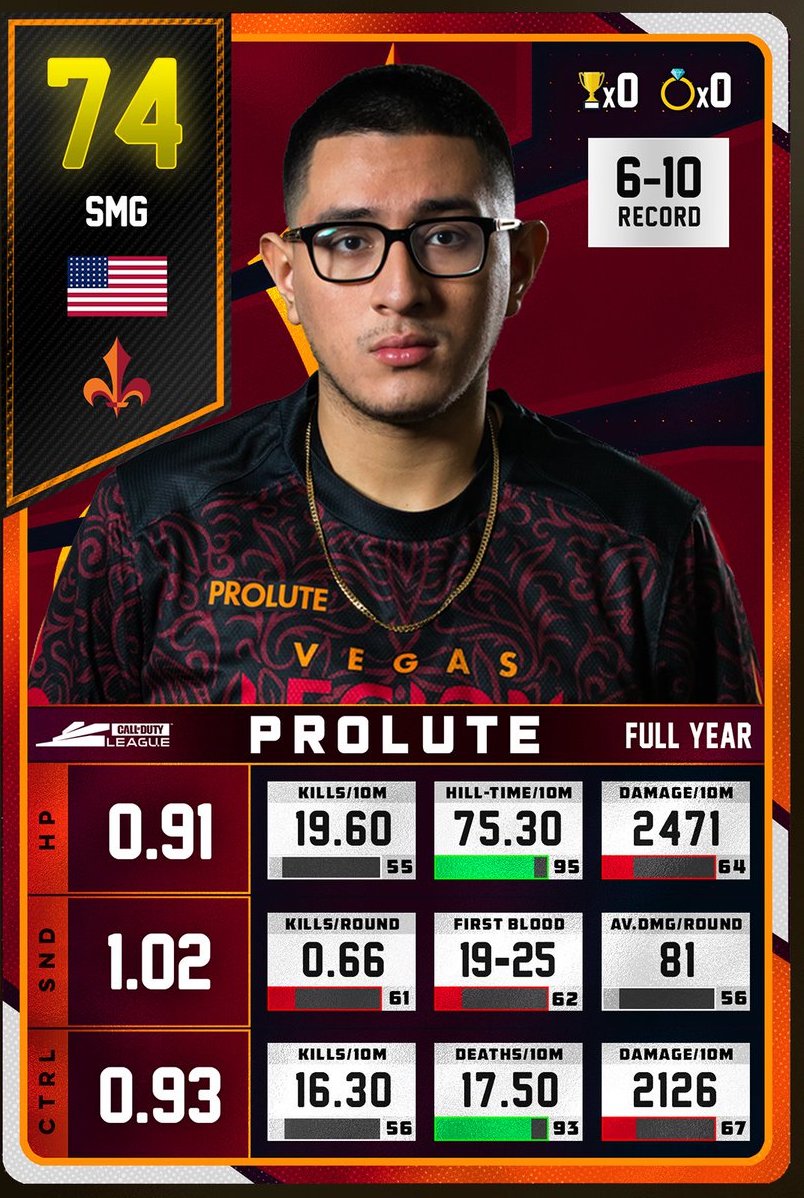 74
SMG
x0 x0
6-10
RECORD
PROLUTE
VEGAS
LEGION
CALL OF DUTY
LEAGUE
PROLUTE
FULL YEAR
HP
0.91
KILLS/10M
19.60
55
HILL-TIME/10M
75.30
95
DAMAGE/10M
2471
64
SND
1.02
KILLS/ROUND
0.66
61
FIRST BLOOD
19-25
62
AV.DMG/ROUND
81
56
CTRL
0.93
KILLS/10M
16.30
56
DEATHS/10M
17.50
93
DAMAGE/10M
2126
67